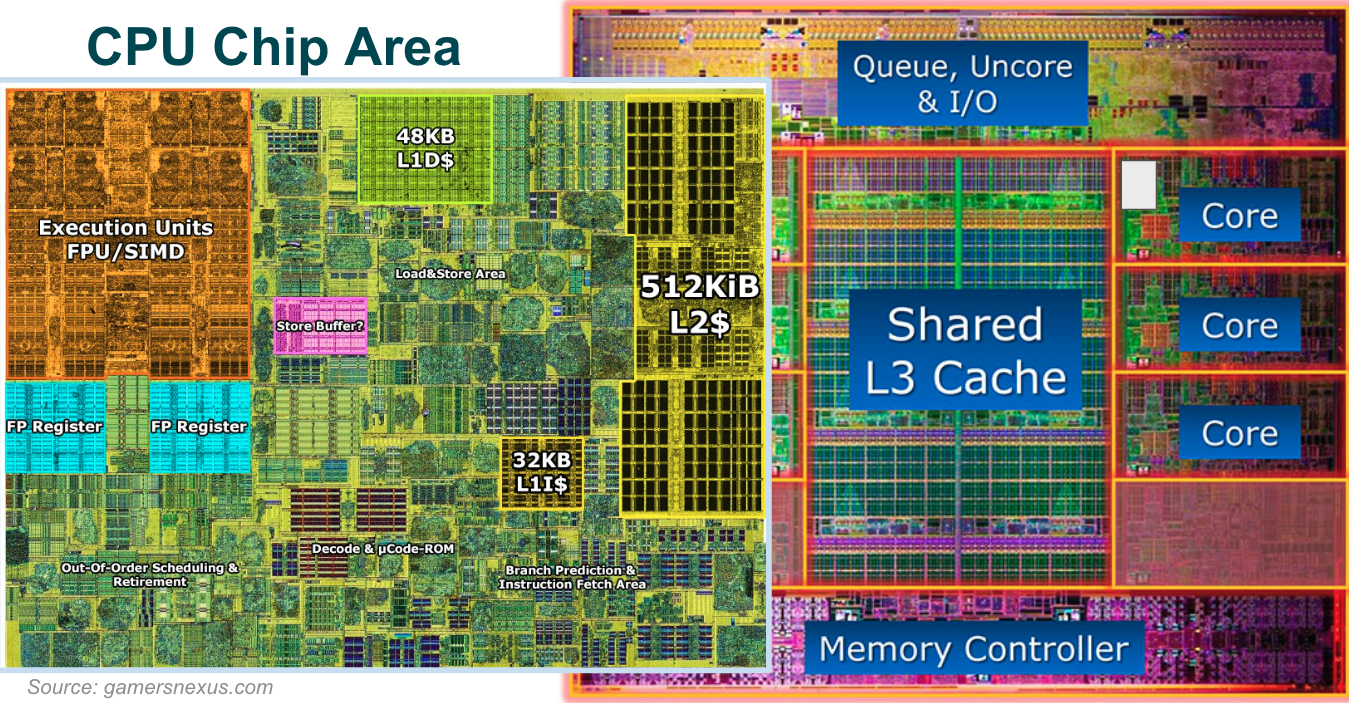 CPU Chip Area
Queue, Uncore
& I/O
48KB
L1D$
Execution Units
FPU/SIMD
Load&Store Area
512KiB
L2$
Store Buffer?
FP Register
FP Register
32KB
L1I$
Decode & µCode-ROM
Out-Of-Order Scheduling &
Retirement
Branch Prediction &
Instruction Fetch Area
Core
Core
Core
Shared
L3 Cache
Memory Controller
Source: gamersnexus.com